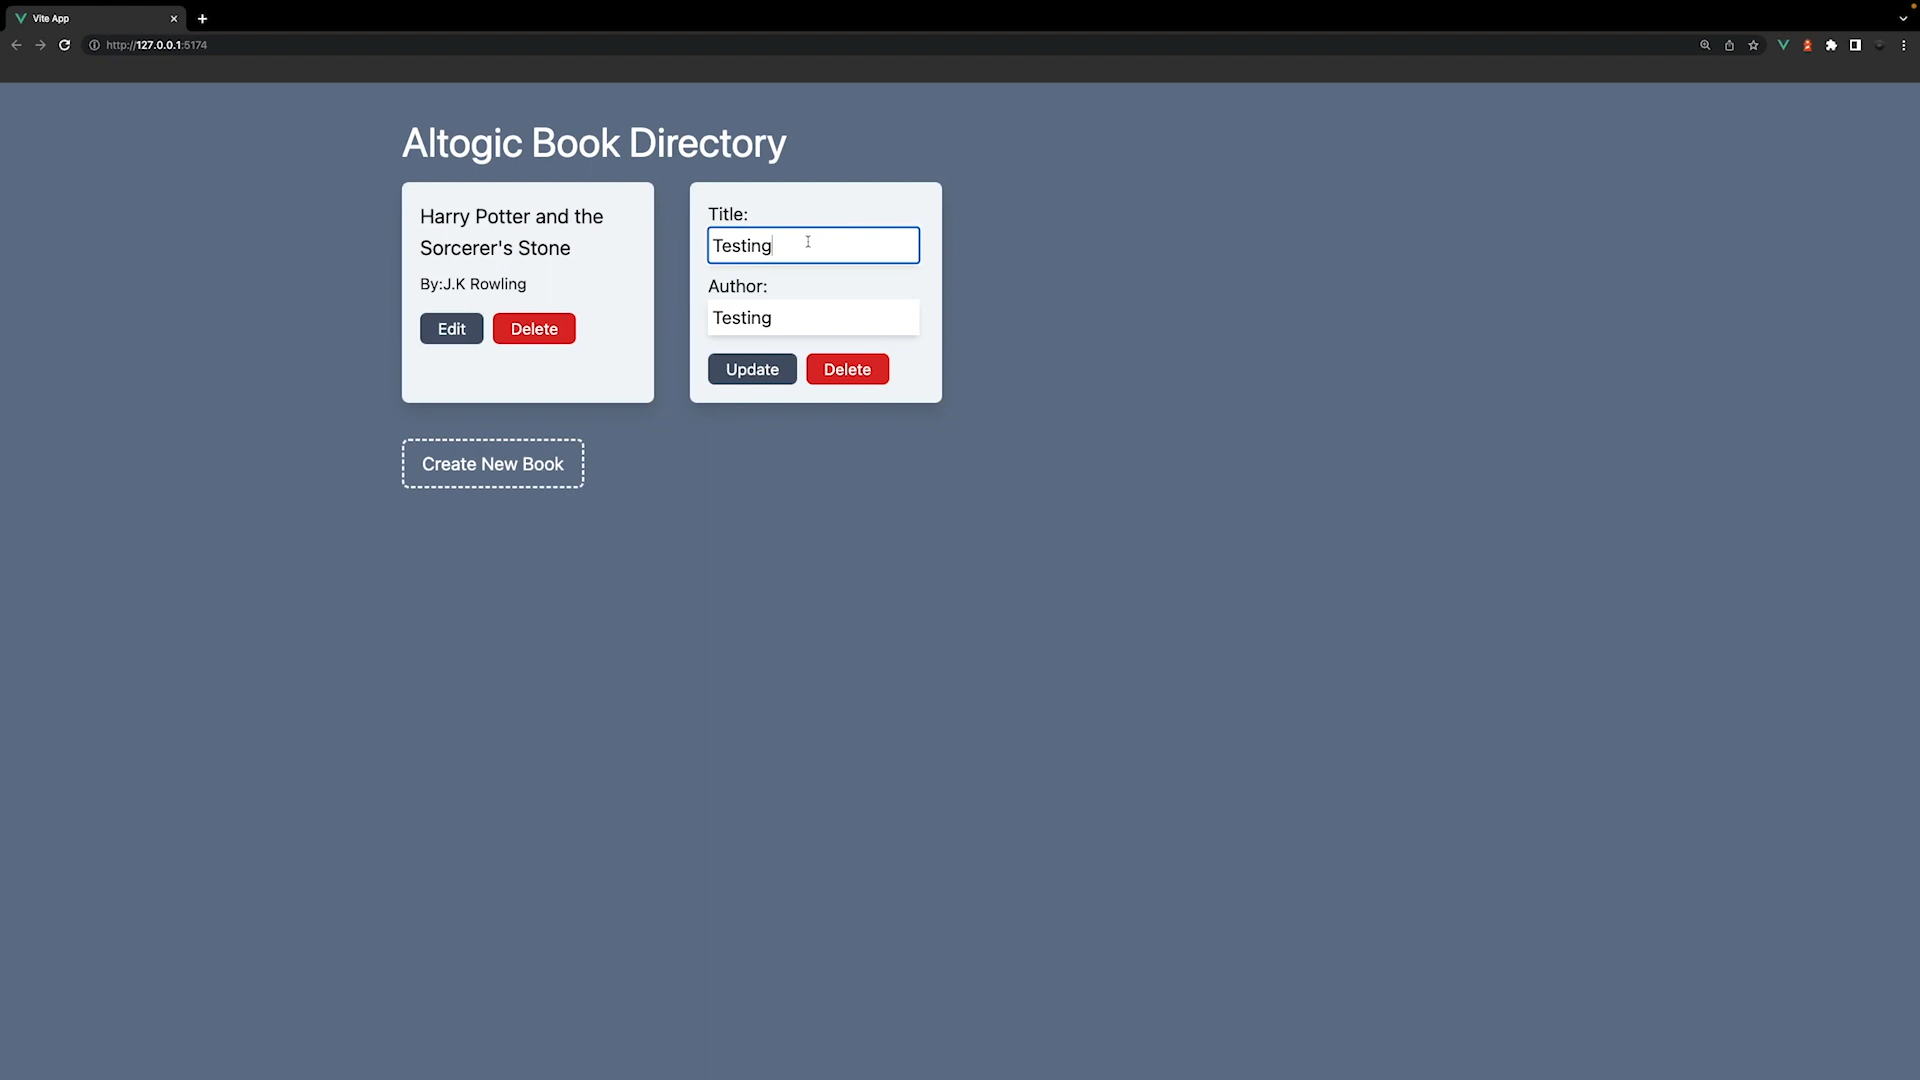 Vite App
http://127.0.0.1:5174
Altogic Book Directory
Harry Potter and the
Sorcerer's Stone
By:J.K Rowling
Edit Delete
Title:
Testing
Author:
Testing
Update Delete
Create New Book